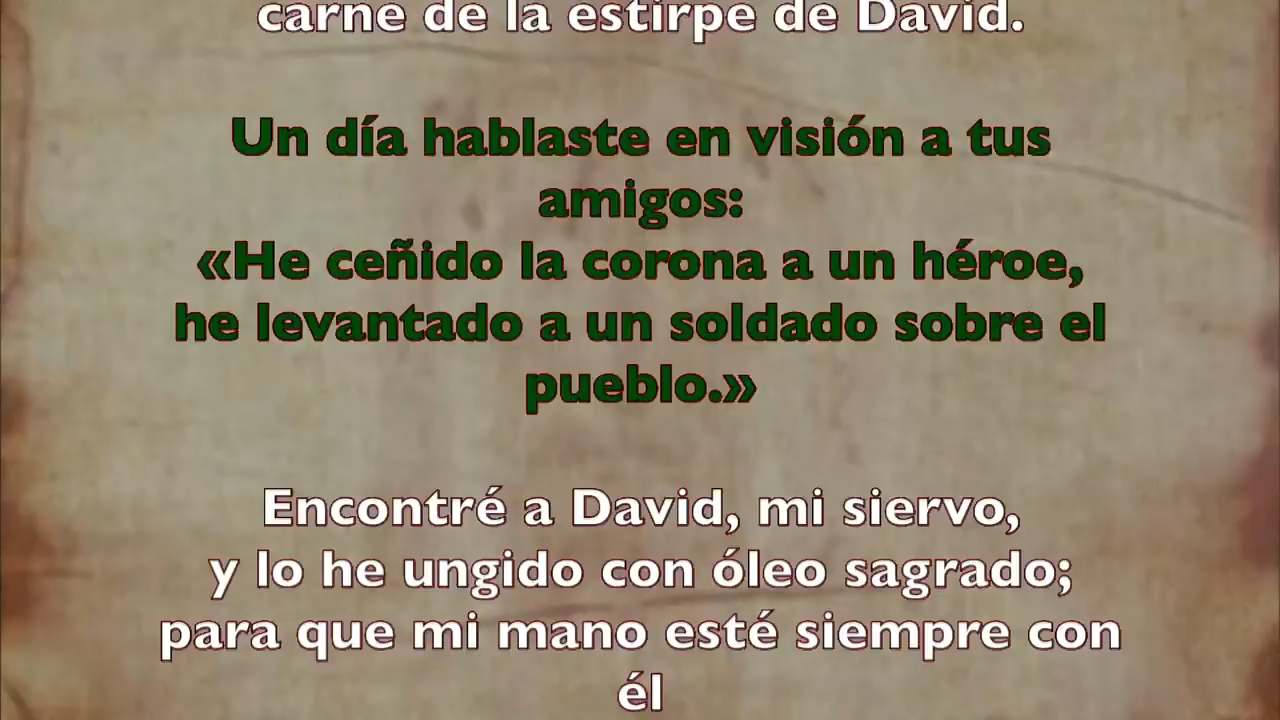 carne de la estirpe de David.
Un día hablaste en visión a tus
amigos:
«He ceñido la corona a un héroe,
he levantado a un soldado sobre el
pueblo.»
Encontré a David, mi siervo,
y lo he ungido con óleo sagrado;
para que mi mano esté siempre con
él